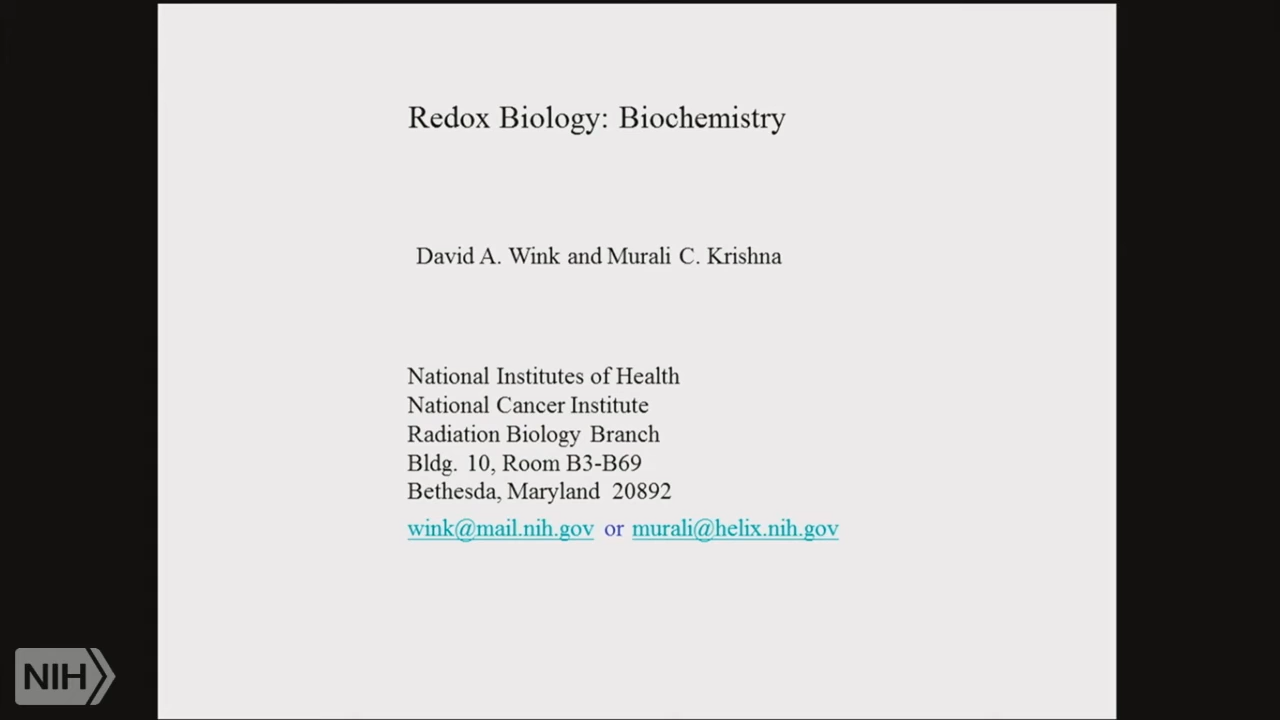 Redox Biology: Biochemistry
David A. Wink and Murali C. Krishna
National Institutes of Health
National Cancer Institute
Radiation Biology Branch
Bldg. 10, Room B3-B69
Bethesda, Maryland 20892
wink@mail.nih.gov or murali@helix.nih.gov
NIH